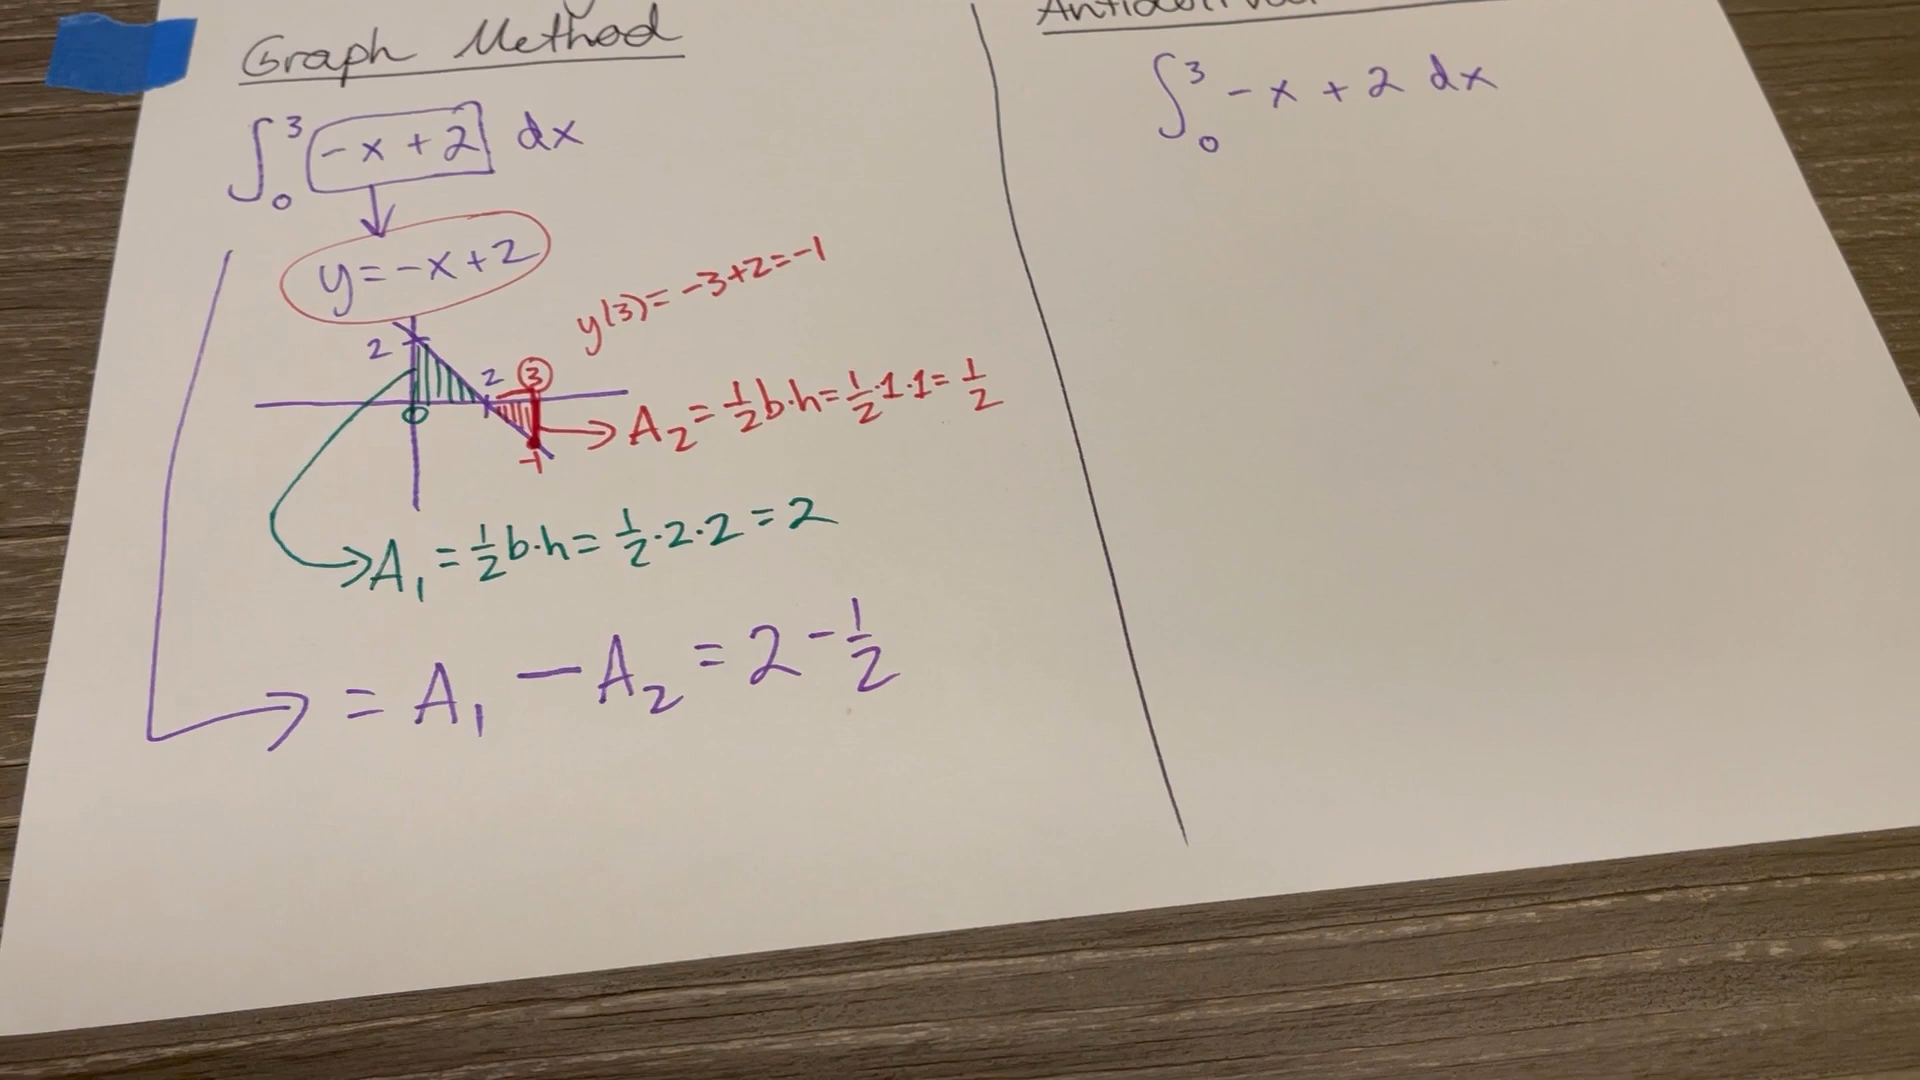 Graph Method
∫₀³ -x + 2 dx
y = -x + 2
y(3) = -3+2 = -1
2
2
3
0
-1
A₂ = 1/2 b·h = 1/2·1·1 = 1/2
A₁ = 1/2 b·h = 1/2·2·2 = 2
= A₁ - A₂ = 2 - 1/2
∫₀³ -x + 2 dx